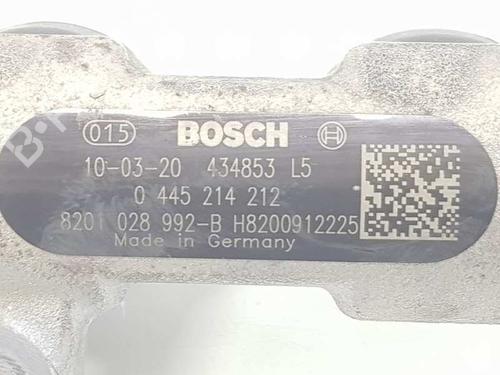 015 BOSCH
10-03-20 434853 L5
0 445 214 212
8201 028 992-B H8200912225
Made in Germany